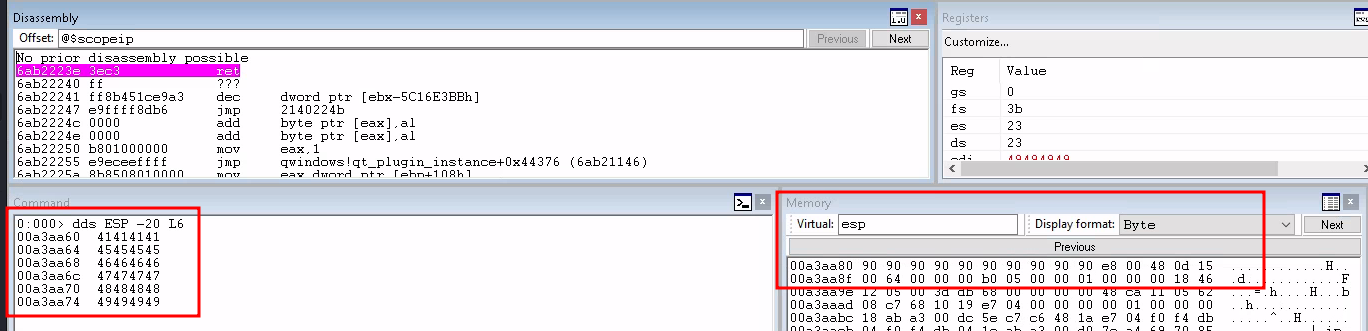 Disassembly
Offset: @$scopeip Previous Next
No prior disassembly possible
6ab2223e 3ec3 ret
6ab22240 ff ???
6ab22241 ff8b451ce9a3 dec dword ptr [ebx-5C16E3BBh]
6ab22247 e9ffff8db6 jmp 2140224b
6ab2224c 0000 add byte ptr [eax],al
6ab2224e 0000 add byte ptr [eax],al
6ab22250 b801000000 mov eax,1
6ab22255 e9eceeffff jmp qwindows!qt_plugin_instance+0x44376 (6ab21146)
6ab2225a 8b8508010000 mov eax,dword ptr [ebp+108h]
Registers
Customize...
Reg Value
gs 0
fs 3b
es 23
ds 23
edi 49494949
Command
0:000> dds ESP -20 L6
00a3aa60 41414141
00a3aa64 45454545
00a3aa68 46464646
00a3aa6c 47474747
00a3aa70 48484848
00a3aa74 49494949
Memory
Virtual: esp Display format: Byte Next
Previous
00a3aa80 90 90 90 90 90 90 90 90 90 90 e8 00 48 0d 15 ............H..
00a3aa8f 00 64 00 00 00 b0 05 00 00 01 00 00 00 18 46 .d............F
00a3aa9e 12 05 00 3d db 68 00 00 00 00 48 ca 11 05 62 ...=.h....H...b
00a3aaad 08 c7 68 10 19 e7 04 00 00 00 00 01 00 00 00 ..h............
00a3aabc 18 ab a3 00 dc 5e c7 c6 48 1a e7 04 f0 f4 db .....^..H......